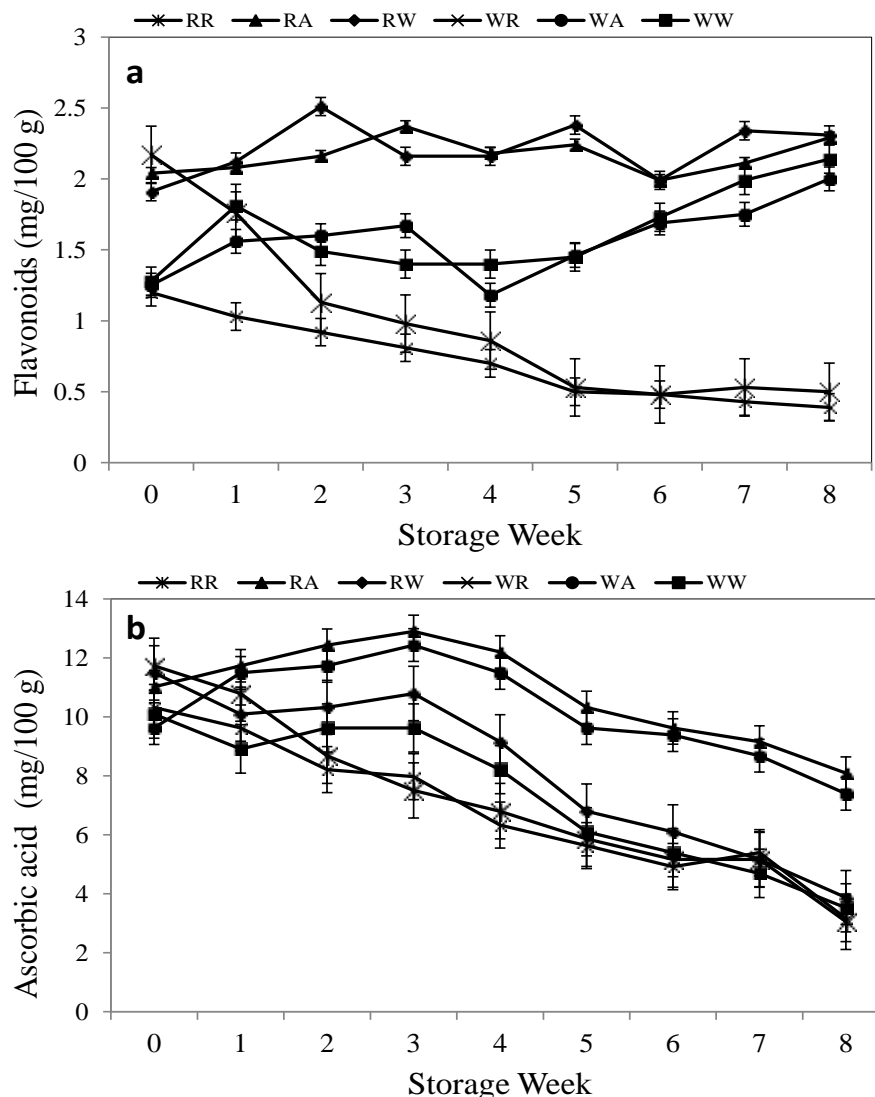 RR RA RW WR WA WW
a
3
2.5
2
1.5
1
0.5
0
Flavonoids (mg/100 g)
0 1 2 3 4 5 6 7 8
Storage Week
RR RA RW WR WA WW
b
14
12
10
8
6
4
2
0
Ascorbic acid (mg/100 g)
0 1 2 3 4 5 6 7 8
Storage Week